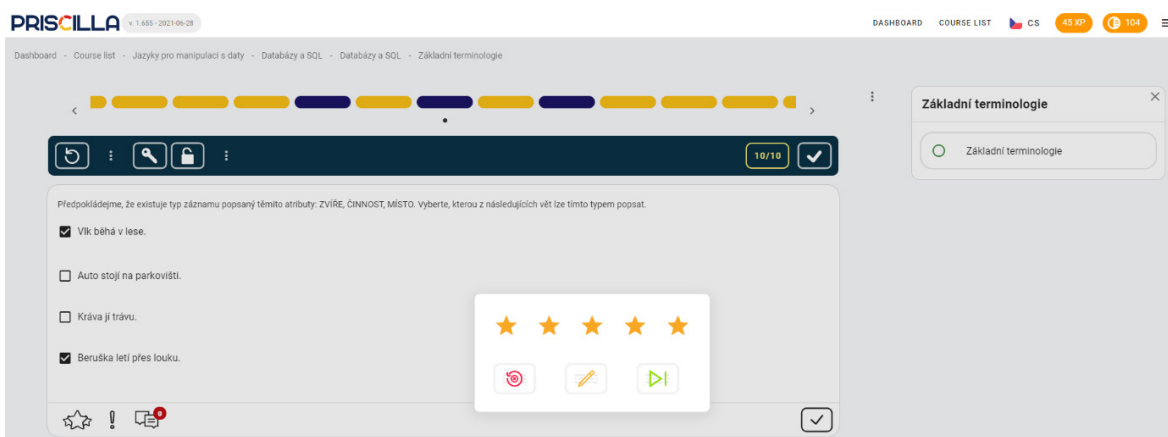 PRISCILLA v. 1.655 - 2021-06-28 DASHBOARD COURSE LIST CS 45 XP 104
Dashboard - Course list - Jazyky pro manipulaci s daty - Databázy a SQL - Databázy a SQL - Základní terminologie
Základní terminologie
Základní terminologie
10/10
Předpokládejme, že existuje typ záznamu popsaný těmito atributy: ZVÍŘE, ČINNOST, MÍSTO. Vyberte, kterou z následujících vět lze tímto typem popsat.
Vlk běhá v lese.
Auto stojí na parkovišti.
Kráva jí trávu.
Beruška letí přes louku.